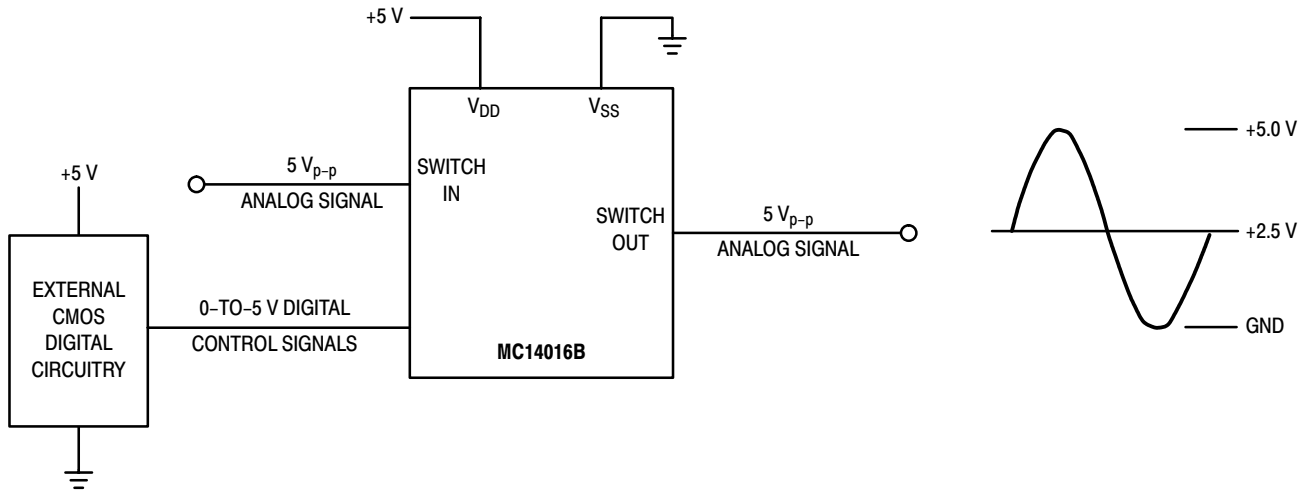 +5 V
V_DD
V_SS
+5.0 V
5 V_p–p
ANALOG SIGNAL
SWITCH
IN
+5 V
SWITCH
OUT
5 V_p–p
ANALOG SIGNAL
+2.5 V
EXTERNAL
CMOS
DIGITAL
CIRCUITRY
0–TO–5 V DIGITAL
CONTROL SIGNALS
MC14016B
GND